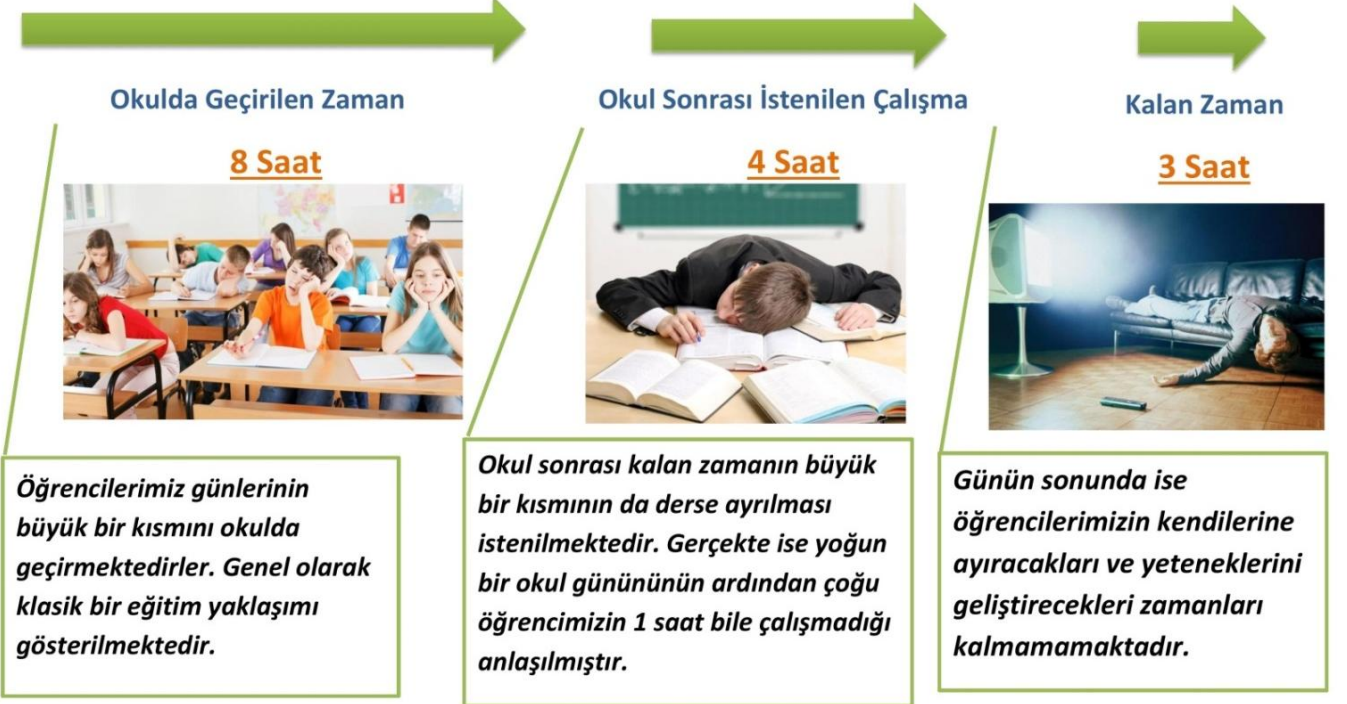 Okulda Geçirilen Zaman
8 Saat
Öğrencilerimiz günlerinin
büyük bir kısmını okulda
geçirmektedirler. Genel olarak
klasik bir eğitim yaklaşımı
gösterilmektedir.
Okul Sonrası İstenilen Çalışma
4 Saat
Okul sonrası kalan zamanın büyük
bir kısmının da derse ayrılması
istenilmektedir. Gerçekte ise yoğun
bir okul gününününün ardından çoğu
öğrencimizin 1 saat bile çalışmadığı
anlaşılmıştır.
Kalan Zaman
3 Saat
Günün sonunda ise
öğrencilerimizin kendilerine
ayıracakları ve yeteneklerini
geliştirecekleri zamanları
kalmamamaktadır.